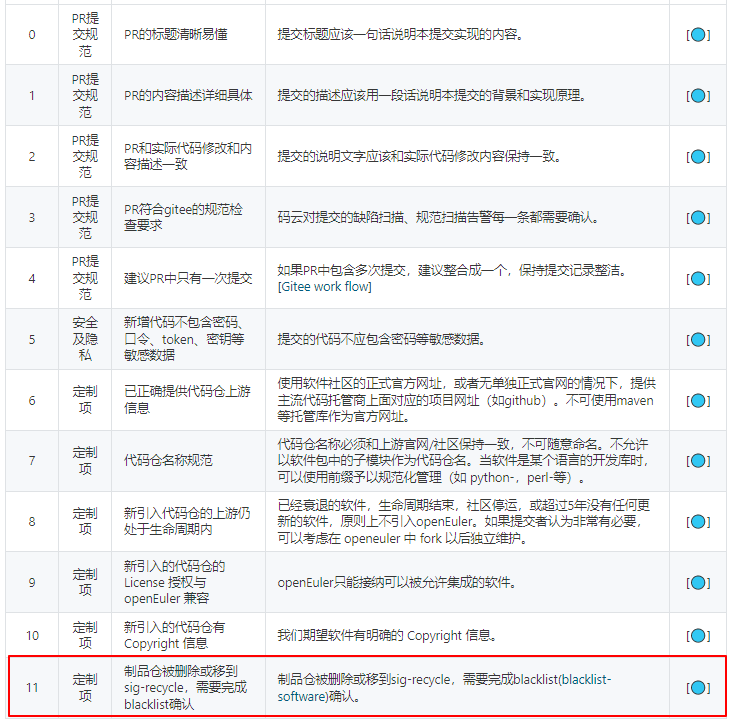 0
PR提
交规
范
PR的标题清晰易懂
提交标题应该一句话说明本提交实现的内容。
[ ]
1
PR提
交规
范
PR的内容描述详细具体
提交的描述应该用一段话说明本提交的背景和实现原理。
[ ]
2
PR提
交规
范
PR和实际代码修改和内
容描述一致
提交的说明文字应该和实际代码修改内容保持一致。
[ ]
3
PR提
交规
范
PR符合gitee的规范检
查要求
码云对提交的缺陷扫描、规范扫描告警每一条都需要确认。
[ ]
4
PR提
交规
范
建议PR中只有一次提交
如果PR中包含多次提交，建议整合成一个，保持提交记录整洁。
[Gitee work flow]
[ ]
5
安全
及隐
私
新增代码不包含密码、
口令、token、密钥等
敏感数据
提交的代码不应包含密码等敏感数据。
[ ]
6
定制
项
已正确提供代码仓上游
信息
使用软件社区的正式官方网址，或者无单独正式官网的情况下，提供
主流代码托管商上面对应的项目网址（如github）。不可使用maven
等托管库作为官方网址。
[ ]
7
定制
项
代码仓名称规范
代码仓名称必须和上游官网/社区保持一致，不可随意命名。不允许
以软件包中的子模块作为代码仓名。当软件是某个语言的开发库时，
可以使用前缀予以规范化管理（如 python-，perl-等）。
[ ]
8
定制
项
新引入代码仓的上游仍
处于生命周期内
已经衰退的软件，生命周期结束，社区停运，或超过5年没有任何更
新的软件，原则上不引入openEuler。如果提交者认为非常有必要，
可以考虑在 openeuler 中 fork 以后独立维护。
[ ]
9
定制
项
新引入的代码仓的
License 授权与
openEuler 兼容
openEuler只能接纳可以被允许集成的软件。
[ ]
10
定制
项
新引入的代码仓有
Copyright 信息
我们期望软件有明确的 Copyright 信息。
[ ]
11
定制
项
制品仓被删除或移到
sig-recycle，需要完成
blacklist确认
制品仓被删除或移到sig-recycle，需要完成blacklist(blacklist-
software)确认。
[ ]